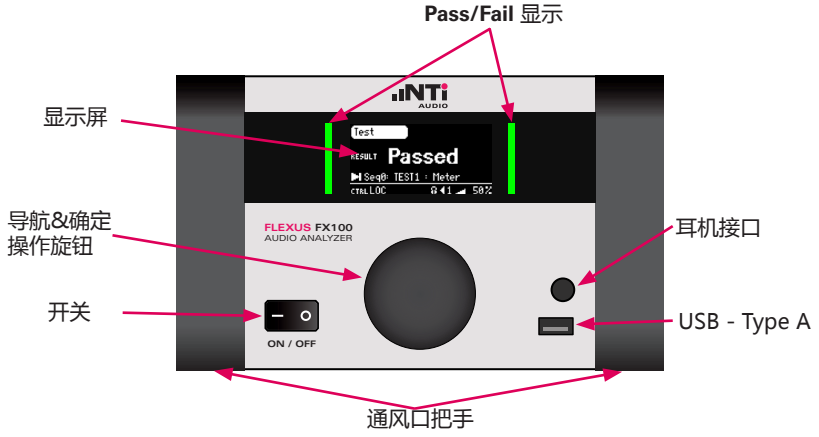 Pass/Fail 显示
NTi
AUDIO
显示屏
Test
RESULT Passed
Seq0: TEST1 : Meter
CTRL LOC 1 50%
导航&确定
操作旋钮
FLEXUS FX100
AUDIO ANALYZER
耳机接口
开关
ON / OFF
USB - Type A
通风口把手